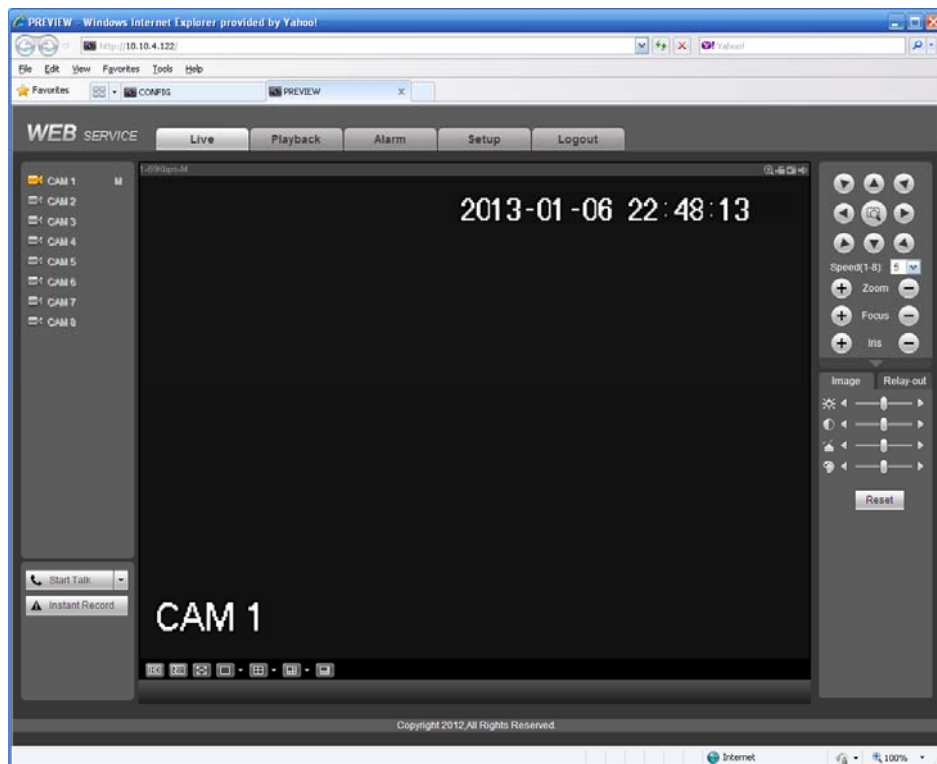 PREVIEW - Windows Internet Explorer provided by Yahoo!
http://10.10.4.122/
Yahoo!
File Edit View Favorites Tools Help
Favorites CONFIG PREVIEW X
WEB SERVICE Live Playback Alarm Setup Logout
CAM 1 M
CAM 2
CAM 3
CAM 4
CAM 5
CAM 6
CAM 7
CAM 8
2013-01-06 22:48:13
CAM 1
Start Talk
Instant Record
Speed(1-8) 5
Zoom
Focus
Iris
Image Relay-out
Reset
Copyright 2012,All Rights Reserved.
Internet 100%